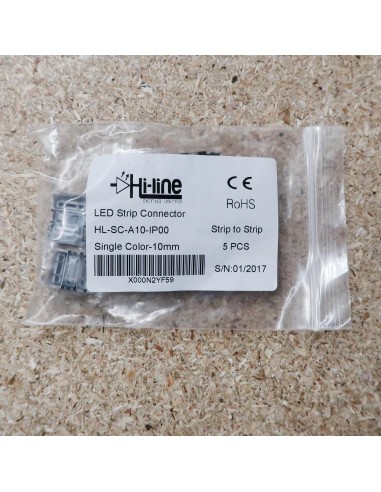 Hi-line
CE
RoHS
LED Strip Connector
HL-SC-A10-IP00
Strip to Strip
Single Color-10mm
5 PCS
S/N:01/2017
X000N2YF59